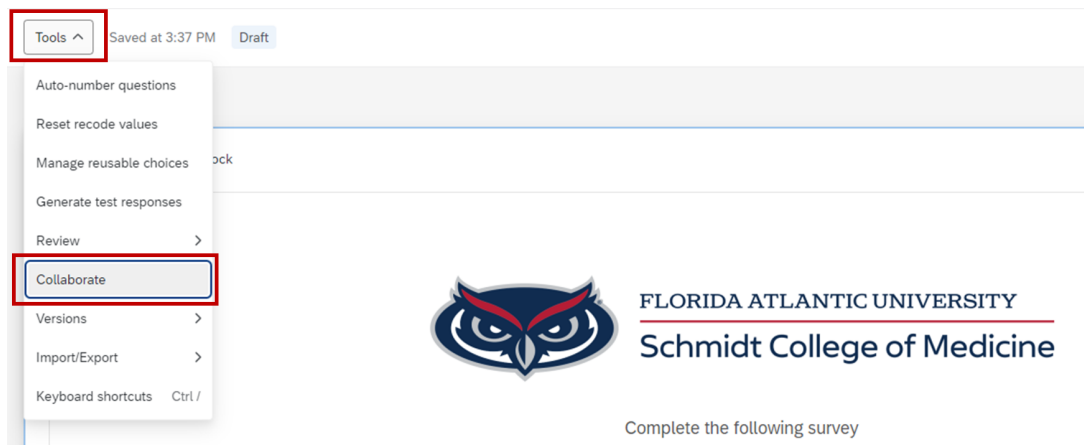 Tools Saved at 3:37 PM Draft
Auto-number questions
Reset recode values
Manage reusable choices
ock
Generate test responses
Review
Collaborate
Versions
Import/Export
Keyboard shortcuts Ctrl /
FLORIDA ATLANTIC UNIVERSITY
Schmidt College of Medicine
Complete the following survey